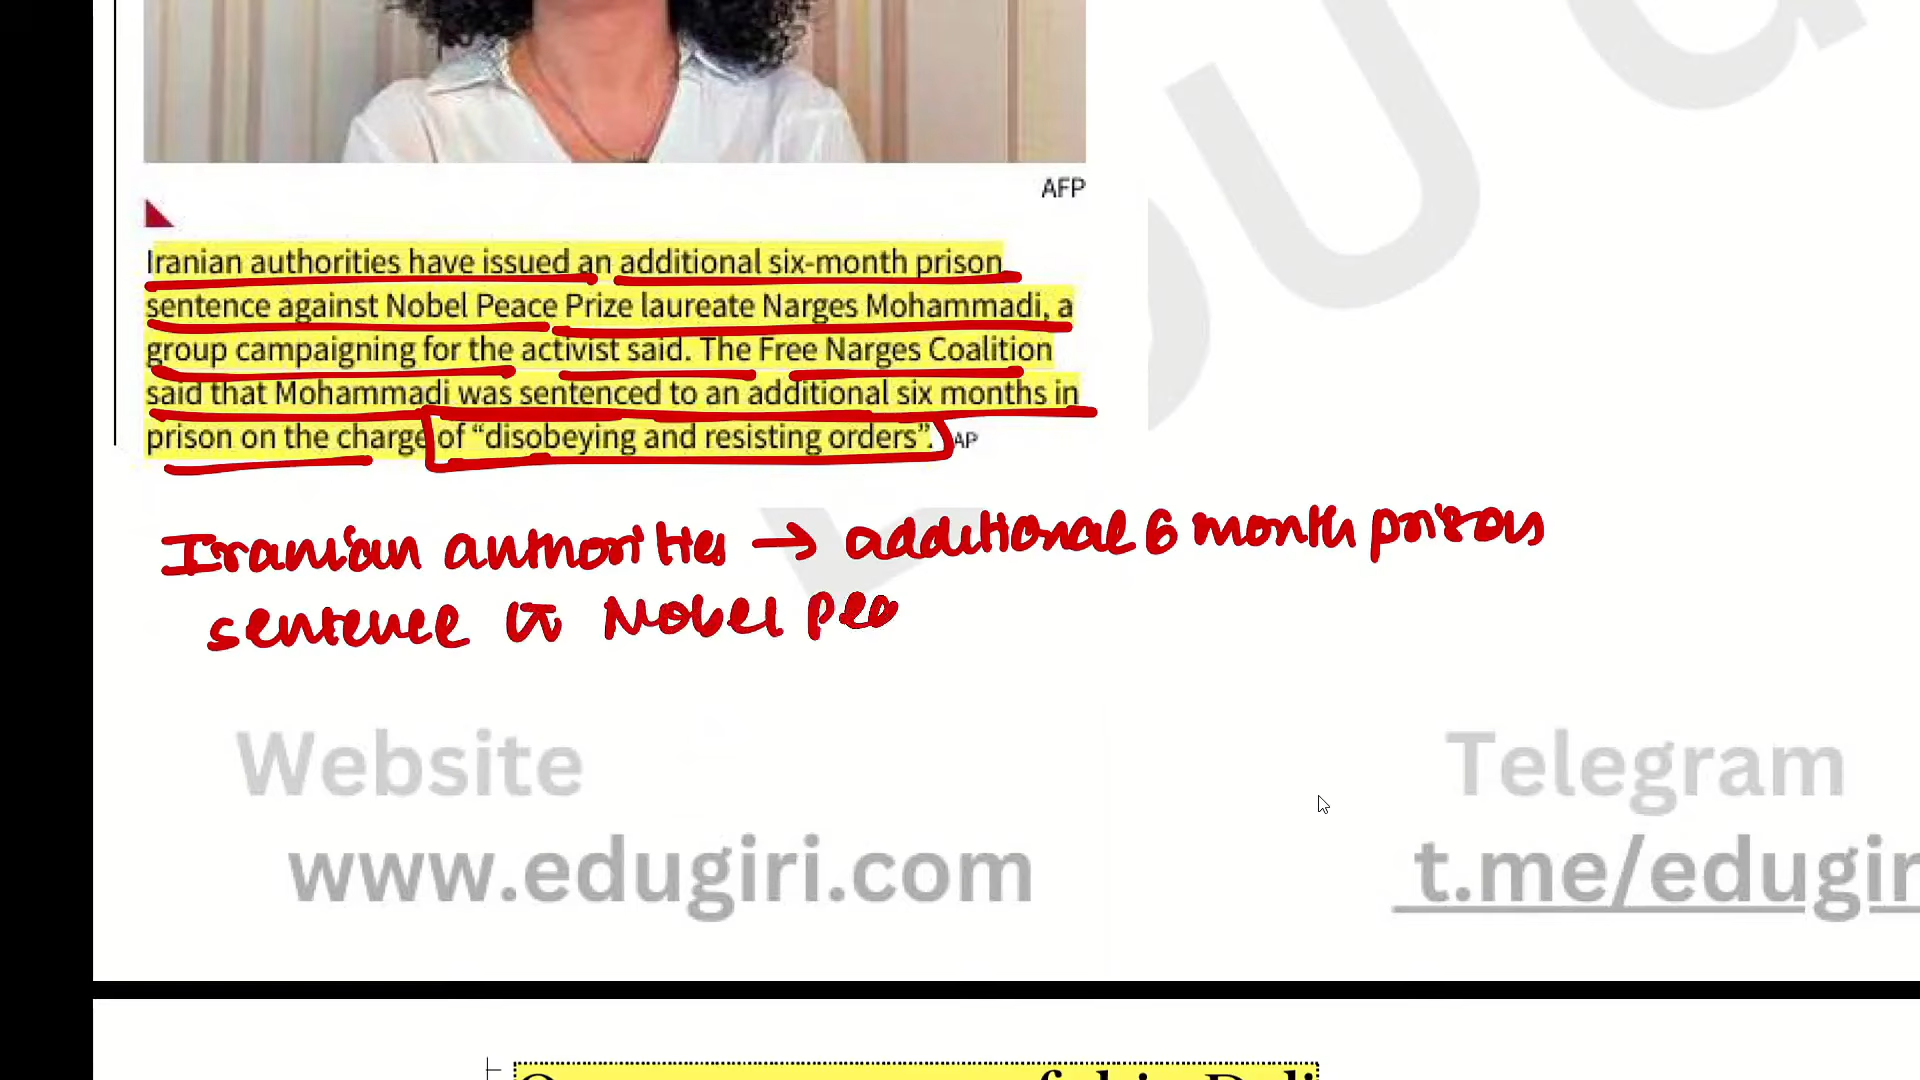 AFP
Iranian authorities have issued an additional six-month prison
sentence against Nobel Peace Prize laureate Narges Mohammadi, a
group campaigning for the activist said. The Free Narges Coalition
said that Mohammadi was sentenced to an additional six months in
prison on the charge of “disobeying and resisting orders”. AP
Iranian authorities → additional 6 month prison
sentence to Nobel pea
Website
Telegram
www.edugiri.com
t.me/edugir